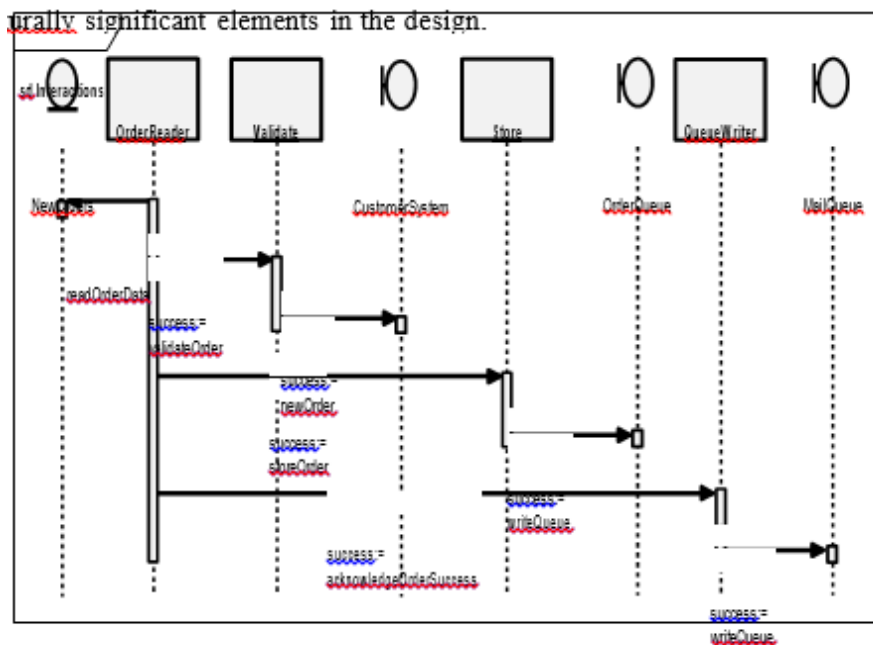 urally significant elements in the design.
sd Interactions
OrderReader
Validate
Store
QueueWriter
NewOrders
CustomerSystem
OrderQueue
MailQueue
readOrderData
success:=
validateOrder
success:=
newOrder
success:=
storeOrder
success:=
writeQueue
success:=
acknowledgeOrderSuccess
success:=
writeQueue